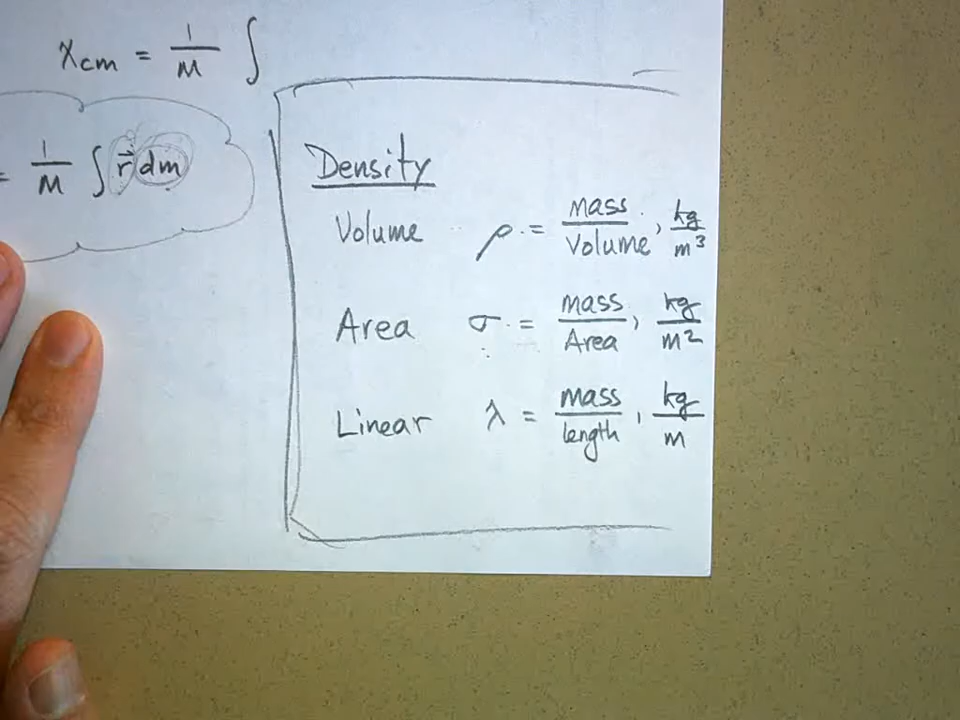 x_cm = 1/M ∫
= 1/M ∫ r⃗ dm
Density
Volume ρ = mass/Volume, kg/m³
Area σ = mass/Area, kg/m²
Linear λ = mass/length, kg/m